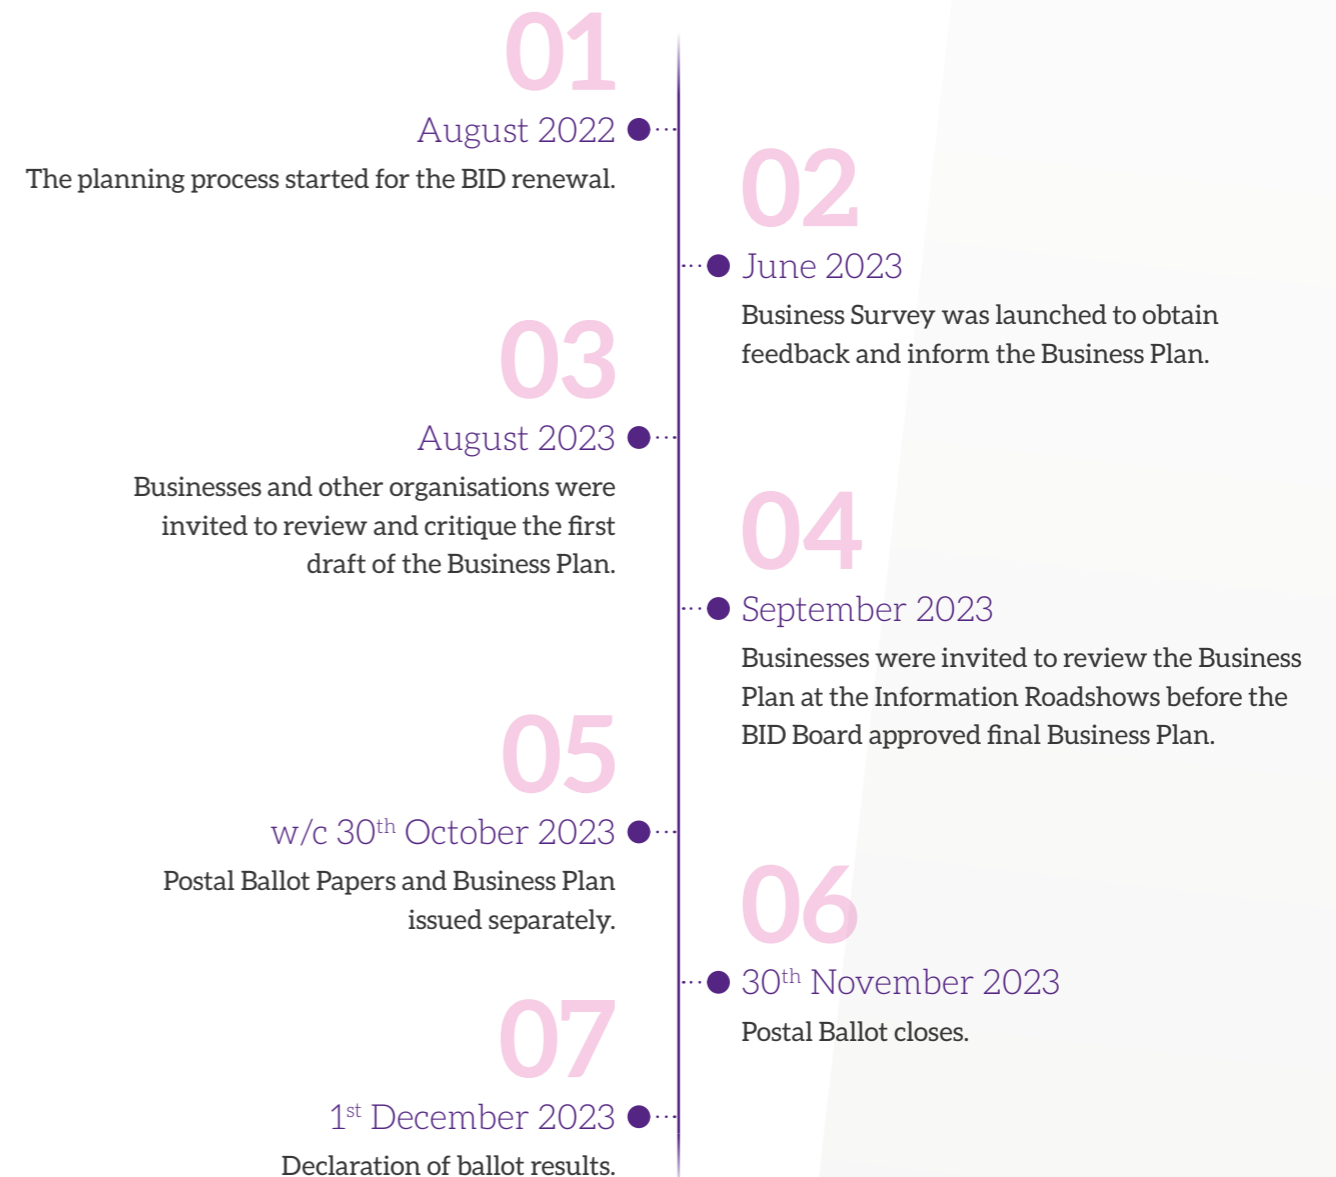 01
August 2022
The planning process started for the BID renewal.
02
June 2023
Business Survey was launched to obtain
feedback and inform the Business Plan.
03
August 2023
Businesses and other organisations were
invited to review and critique the first
draft of the Business Plan.
04
September 2023
Businesses were invited to review the Business
Plan at the Information Roadshows before the
BID Board approved final Business Plan.
05
w/c 30th October 2023
Postal Ballot Papers and Business Plan
issued separately.
06
30th November 2023
Postal Ballot closes.
07
1st December 2023
Declaration of ballot results.